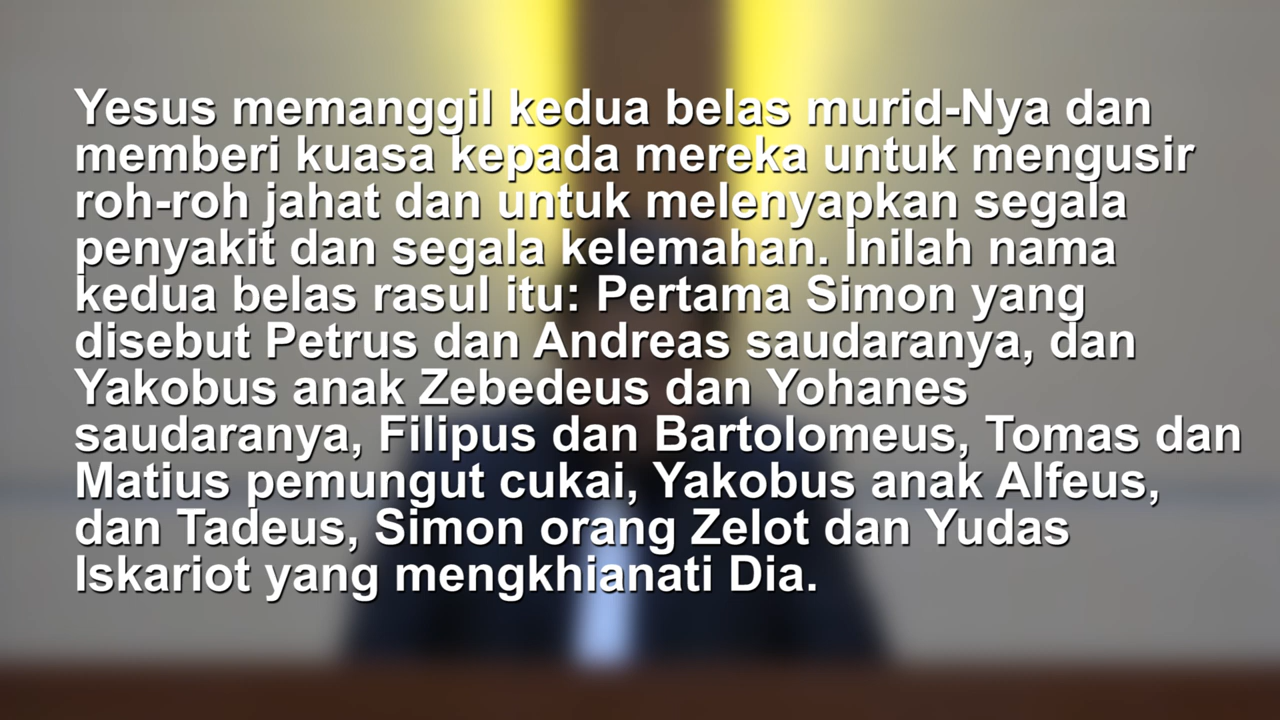 Yesus memanggil kedua belas murid-Nya dan
memberi kuasa kepada mereka untuk mengusir
roh-roh jahat dan untuk melenyapkan segala
penyakit dan segala kelemahan. Inilah nama
kedua belas rasul itu: Pertama Simon yang
disebut Petrus dan Andreas saudaranya, dan
Yakobus anak Zebedeus dan Yohanes
saudaranya, Filipus dan Bartolomeus, Tomas dan
Matius pemungut cukai, Yakobus anak Alfeus,
dan Tadeus, Simon orang Zelot dan Yudas
Iskariot yang mengkhianati Dia.